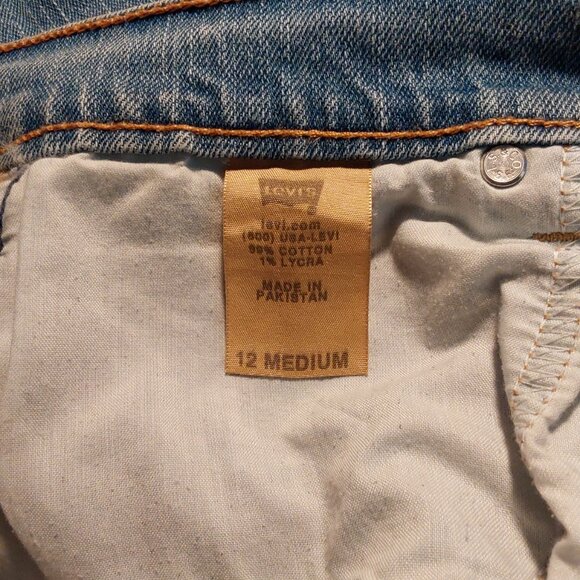 Levi's
levi.com
(800) USA-LEVI
99% COTTON
1% LYCRA
MADE IN
PAKISTAN
12 MEDIUM